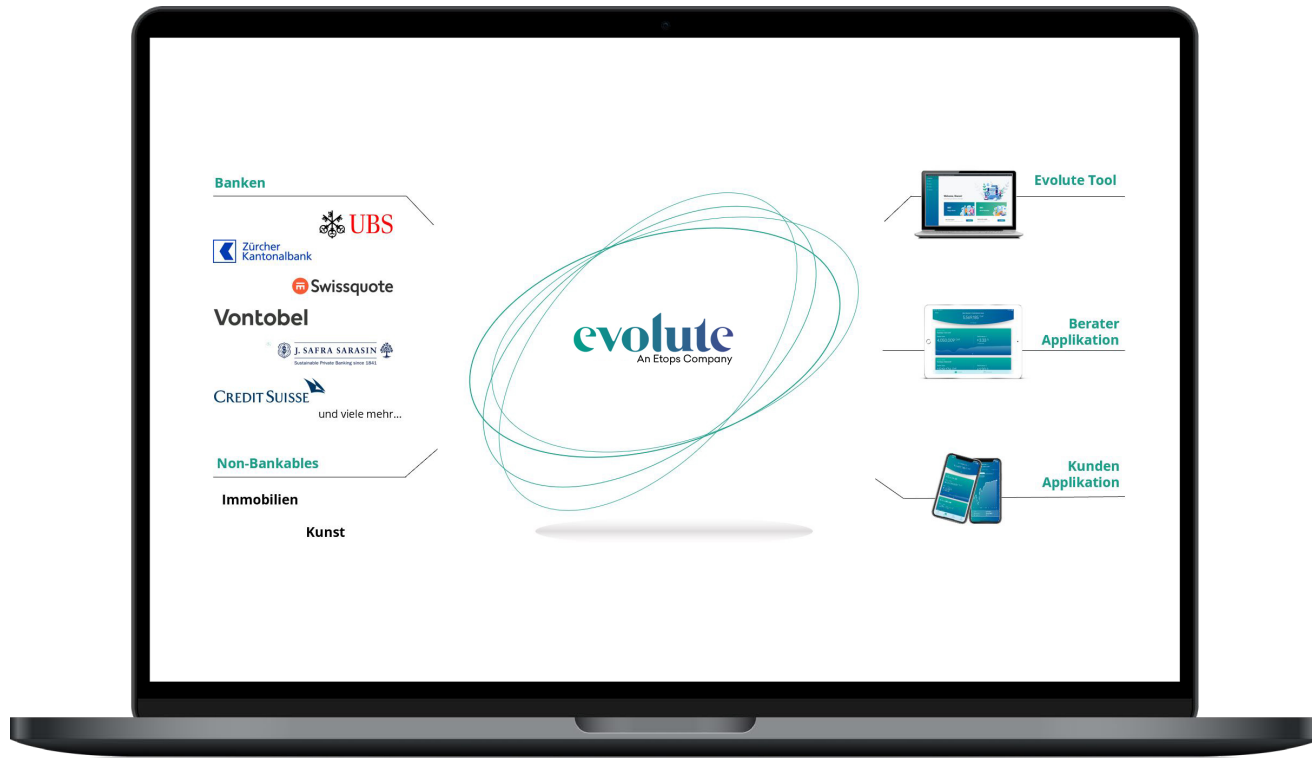 Banken
UBS
Zürcher
Kantonalbank
Swissquote
Vontobel
J. SAFRA SARASIN
Sustainable Private Banking since 1841
CREDIT SUISSE
und viele mehr...
Non-Bankables
Immobilien
Kunst
evolute
An Etops Company
Evolute Tool
Berater
Applikation
Kunden
Applikation